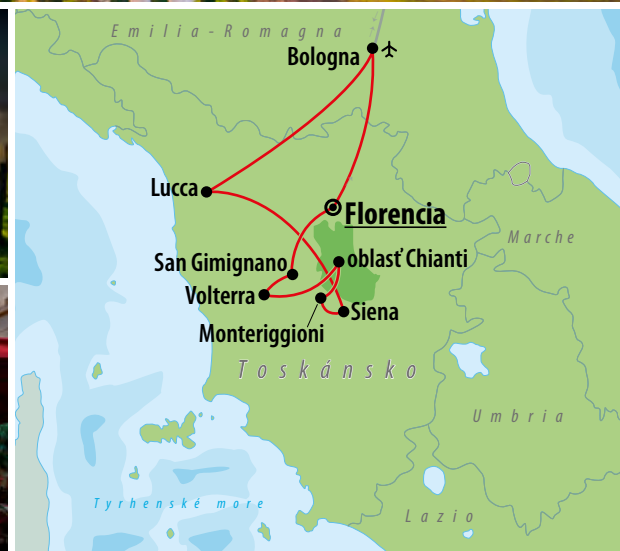 Emilia-Romagna
Bologna
Lucca
Florencia
Marche
San Gimignano
oblasť Chianti
Volterra
Siena
Monteriggioni
Toskánsko
Umbria
Tyrhenské more
Lazio